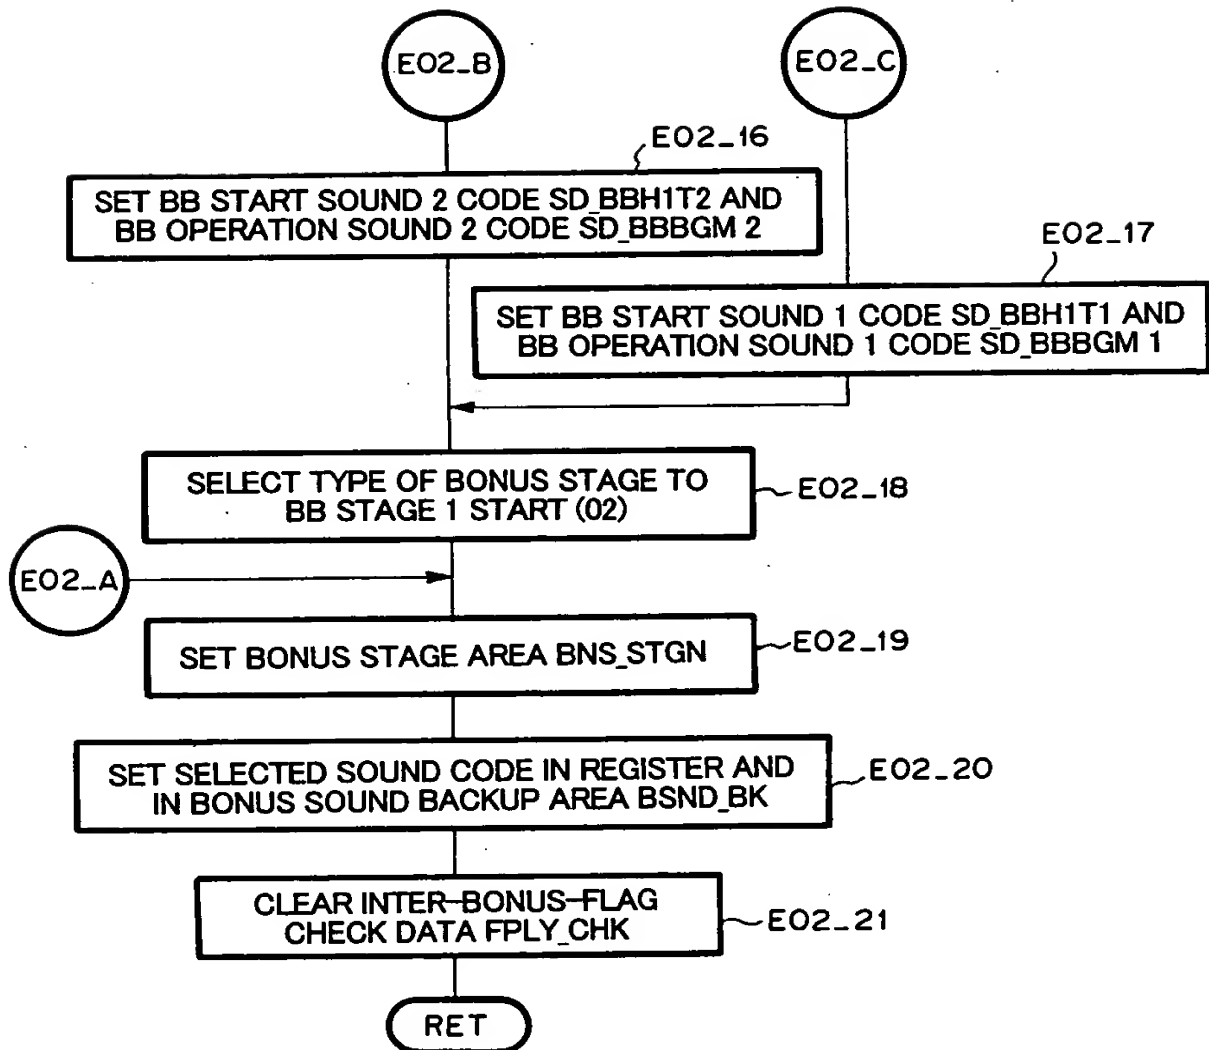 E02_B
E02_C
E02_16
SET BB START SOUND 2 CODE SD_BBH1T2 AND
BB OPERATION SOUND 2 CODE SD_BBBGM 2
E02_17
SET BB START SOUND 1 CODE SD_BBH1T1 AND
BB OPERATION SOUND 1 CODE SD_BBBGM 1
SELECT TYPE OF BONUS STAGE TO
BB STAGE 1 START (02)
E02_18
E02_A
SET BONUS STAGE AREA BNS_STGN
E02_19
SET SELECTED SOUND CODE IN REGISTER AND
IN BONUS SOUND BACKUP AREA BSND_BK
E02_20
CLEAR INTER-BONUS-FLAG
CHECK DATA FPLY_CHK
E02_21
RET